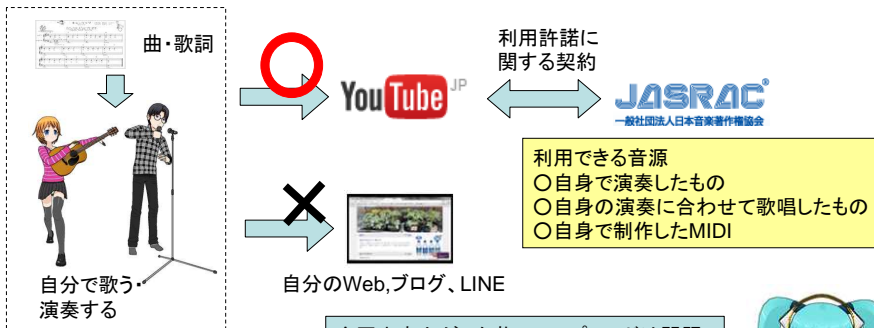 曲・歌詞
利用許諾に
関する契約
YouTube JP
JASRAC
一般社団法人日本音楽著作権協会
利用できる音源
○自身で演奏したもの
○自身の演奏に合わせて歌唱したもの
○自身で制作したMIDI
自分で歌う・
演奏する
自分のWeb,ブログ、LINE